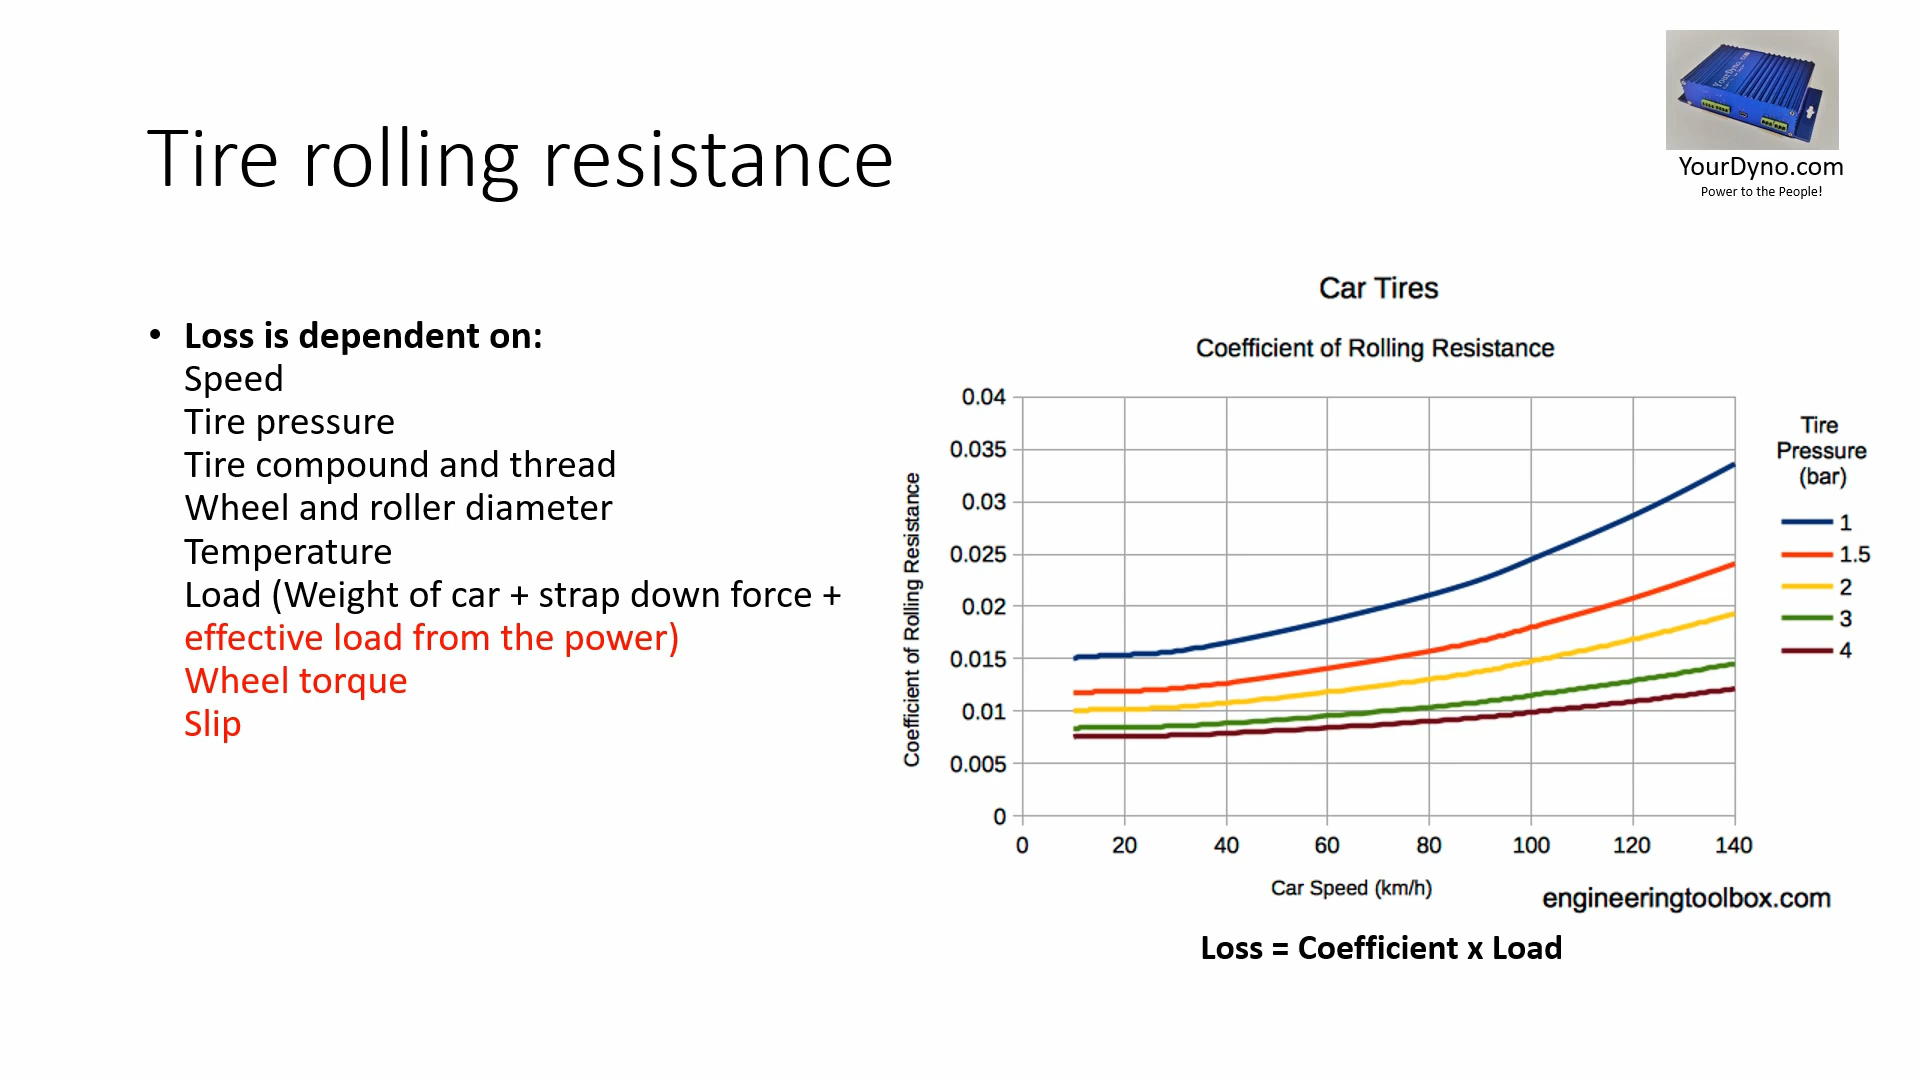 YourDyno.com
Power to the People!
Tire rolling resistance
• Loss is dependent on:
Speed
Tire pressure
Tire compound and thread
Wheel and roller diameter
Temperature
Load (Weight of car + strap down force +
effective load from the power)
Wheel torque
Slip
Car Tires
Coefficient of Rolling Resistance
Coefficient of Rolling Resistance
0.04
0.035
0.03
0.025
0.02
0.015
0.01
0.005
0
0 20 40 60 80 100 120 140
Car Speed (km/h)
Tire
Pressure
(bar)
1
1.5
2
3
4
engineeringtoolbox.com
Loss = Coefficient x Load